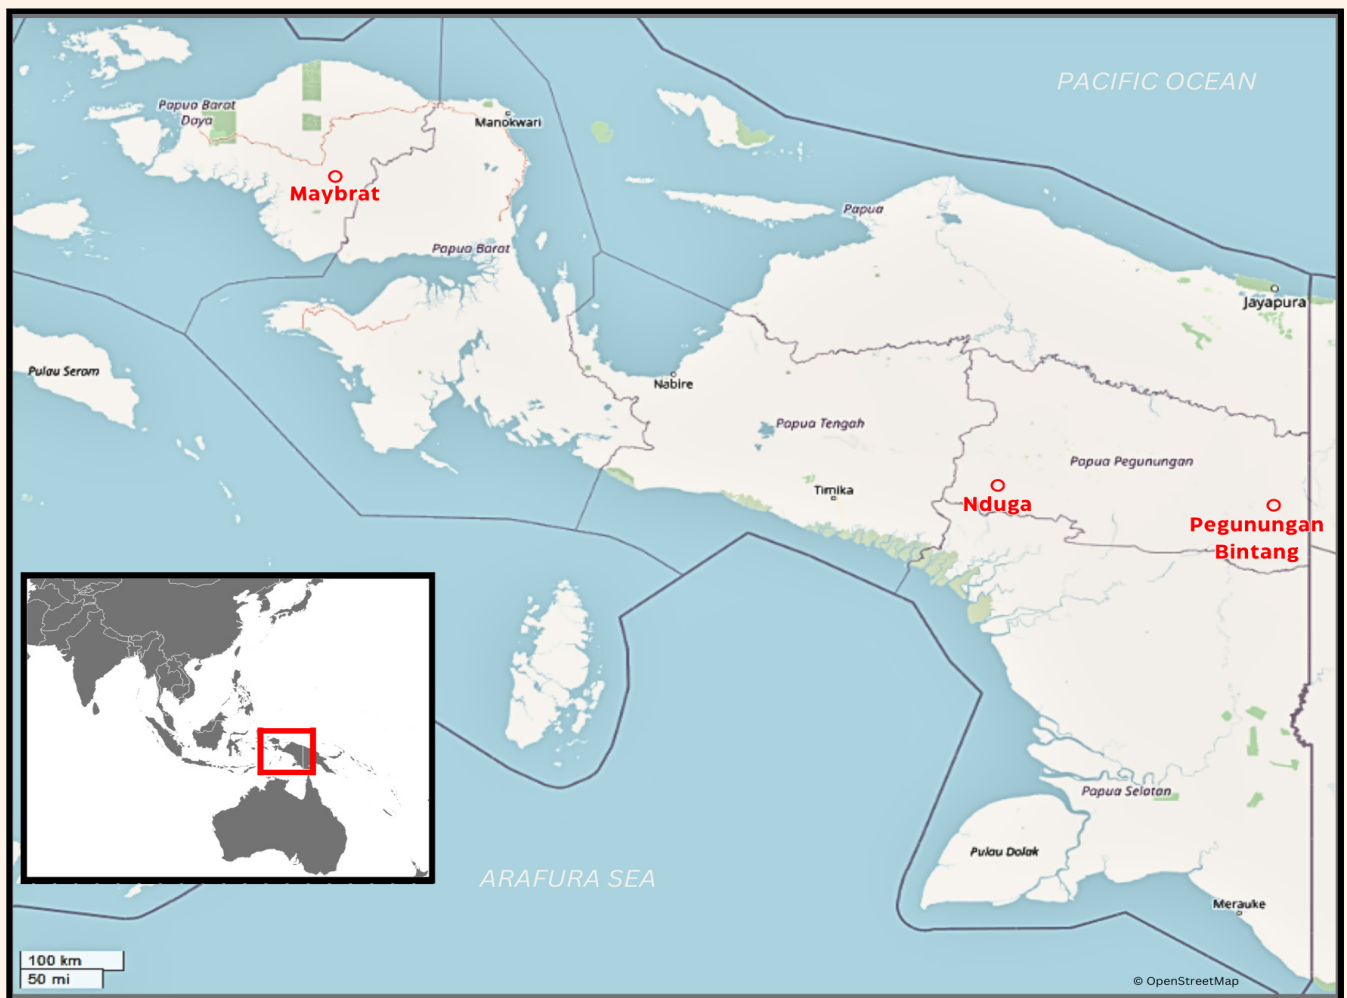 PACIFIC OCEAN
Papua Barat
Daya
Manokwari
Maybrat
Papua
Papua Barat
Jayapura
Pulau Seram
Nabire
Papua Tengah
Papua Pegunungan
Timika
Nduga
Pegunungan
Bintang
Papua Selatan
Pulau Dolak
ARAFURA SEA
Merauke
100 km
50 mi
© OpenStreetMap